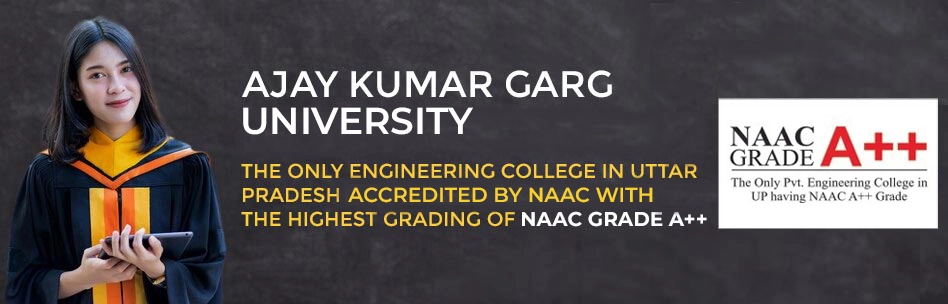 AJAY KUMAR GARG
UNIVERSITY
THE ONLY ENGINEERING COLLEGE IN UTTAR
PRADESH ACCREDITED BY NAAC WITH
THE HIGHEST GRADING OF NAAC GRADE A++
NAAC
GRADE A++
The Only Pvt. Engineering College in
UP having NAAC A++ Grade